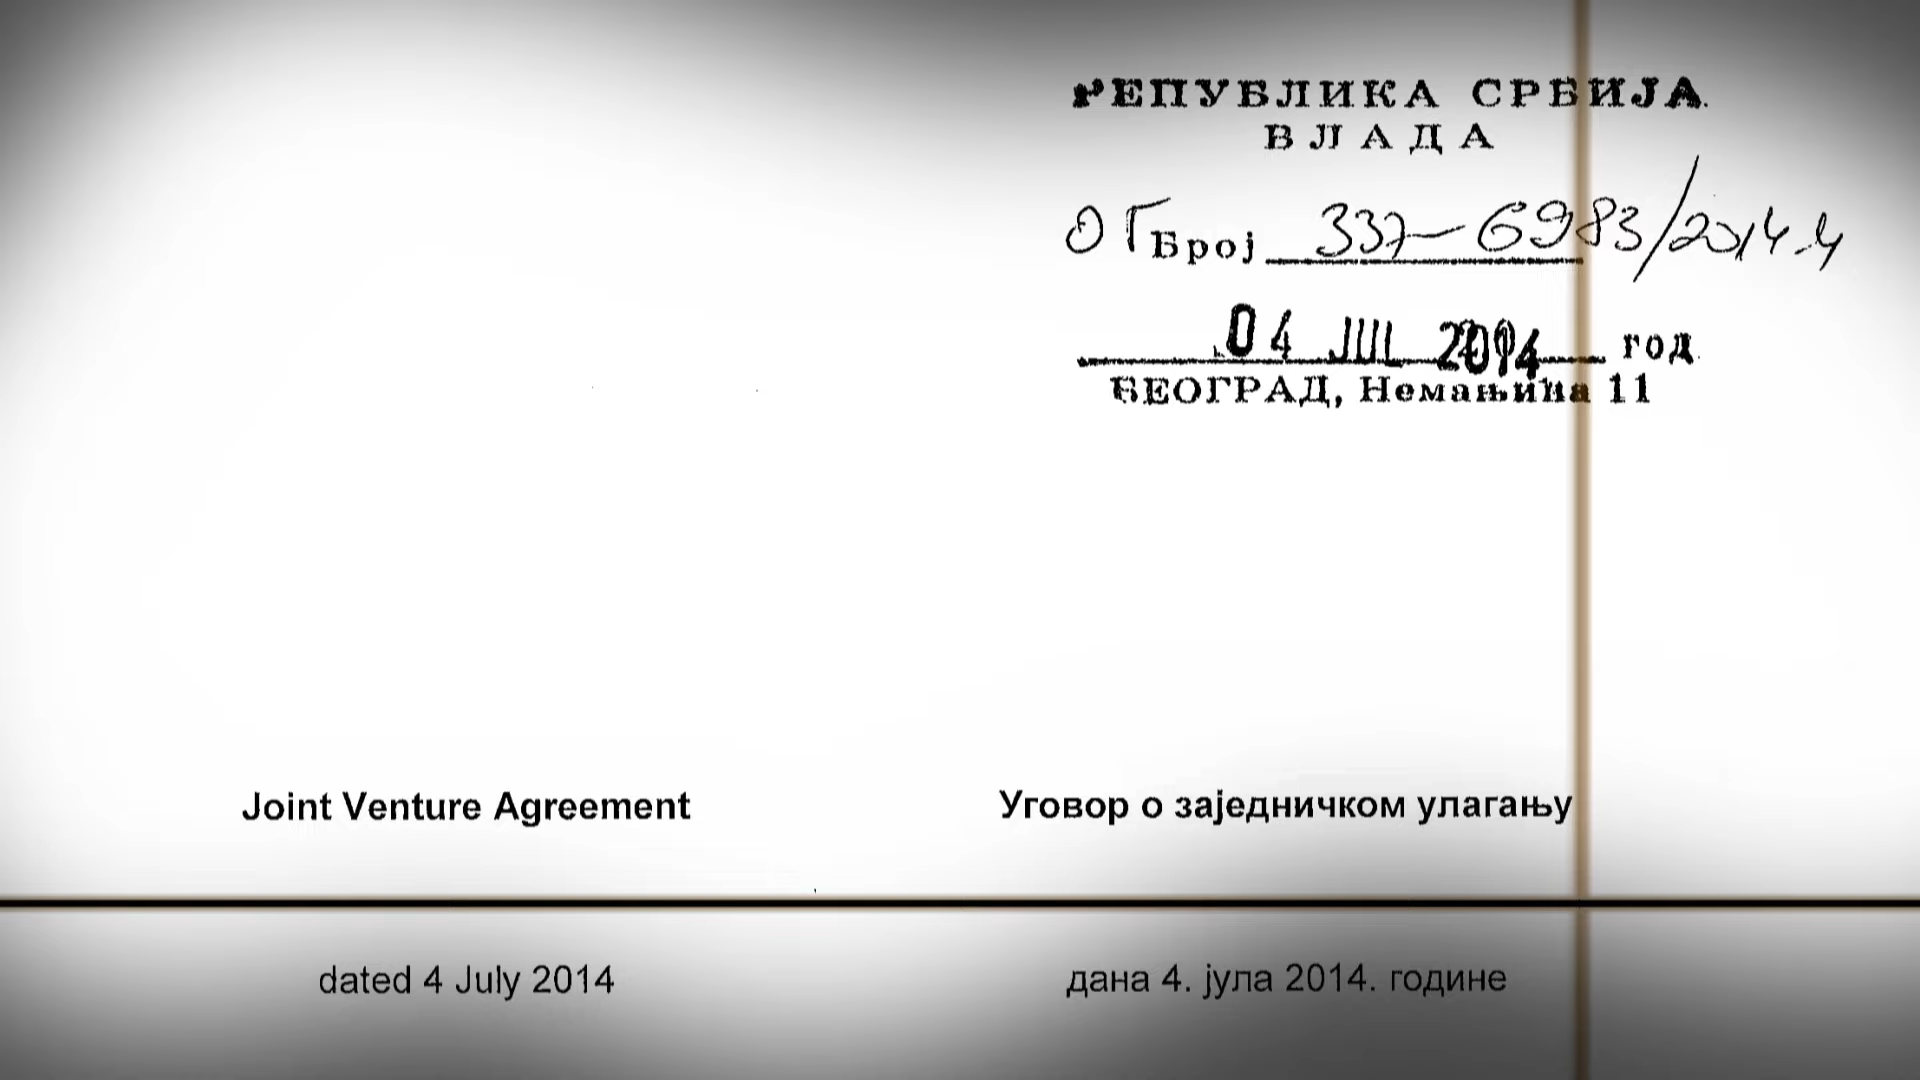 РЕПУБЛИКА СРБИЈА
ВЛАДА
ОГ Број 337-6983/2014-4
04 JUL 2014 год.
БЕОГРАД, Немањина 11
Joint Venture Agreement
Уговор о заједничком улагању
dated 4 July 2014
дана 4. јула 2014. године